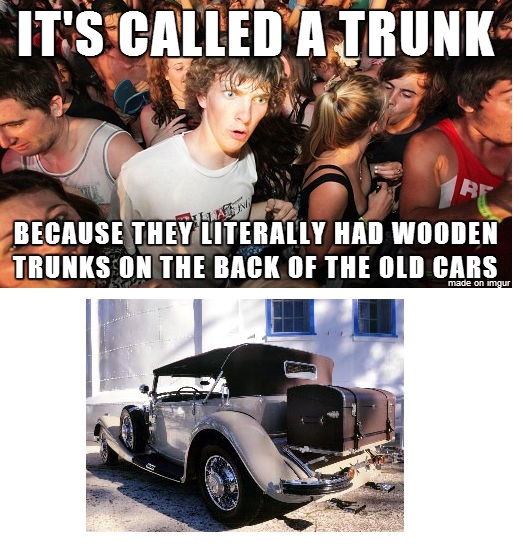 IT'S CALLED A TRUNK
BECAUSE THEY LITERALLY HAD WOODEN
TRUNKS ON THE BACK OF THE OLD CARS
made on imgur